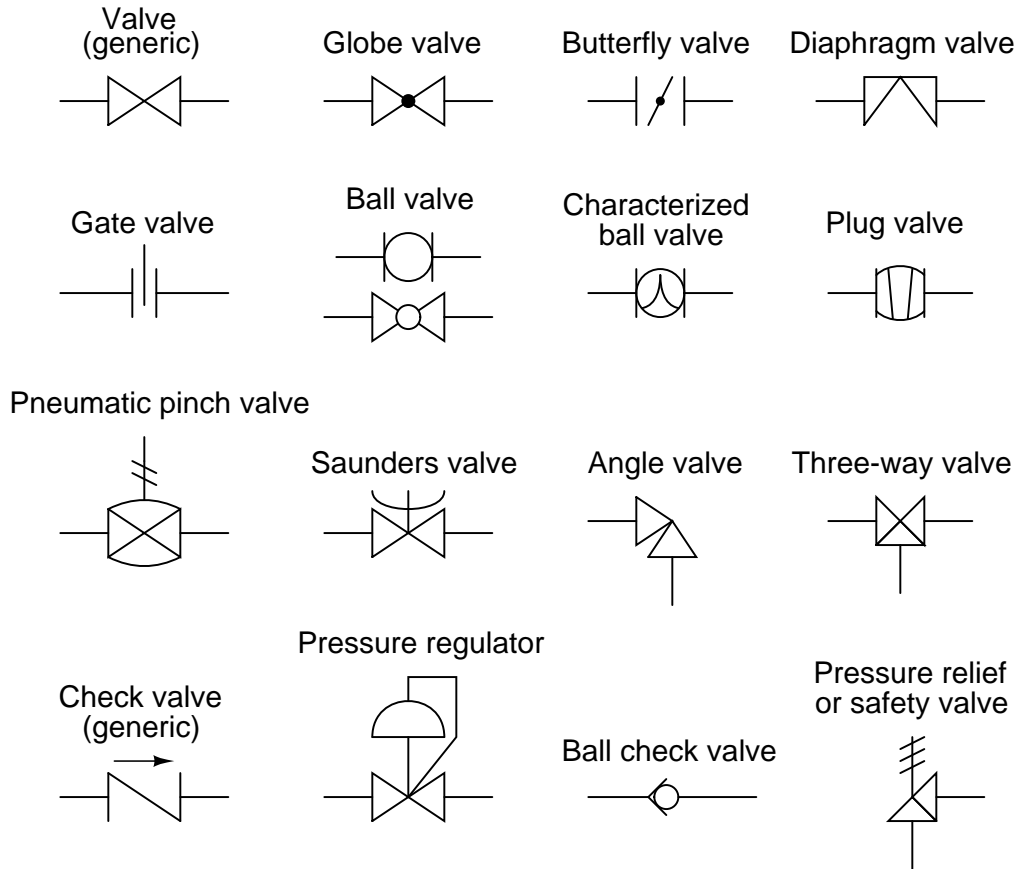 Valve
(generic)
Globe valve
Butterfly valve
Diaphragm valve
Gate valve
Ball valve
Characterized
ball valve
Plug valve
Pneumatic pinch valve
Saunders valve
Angle valve
Three-way valve
Check valve
(generic)
Pressure regulator
Ball check valve
Pressure relief
or safety valve